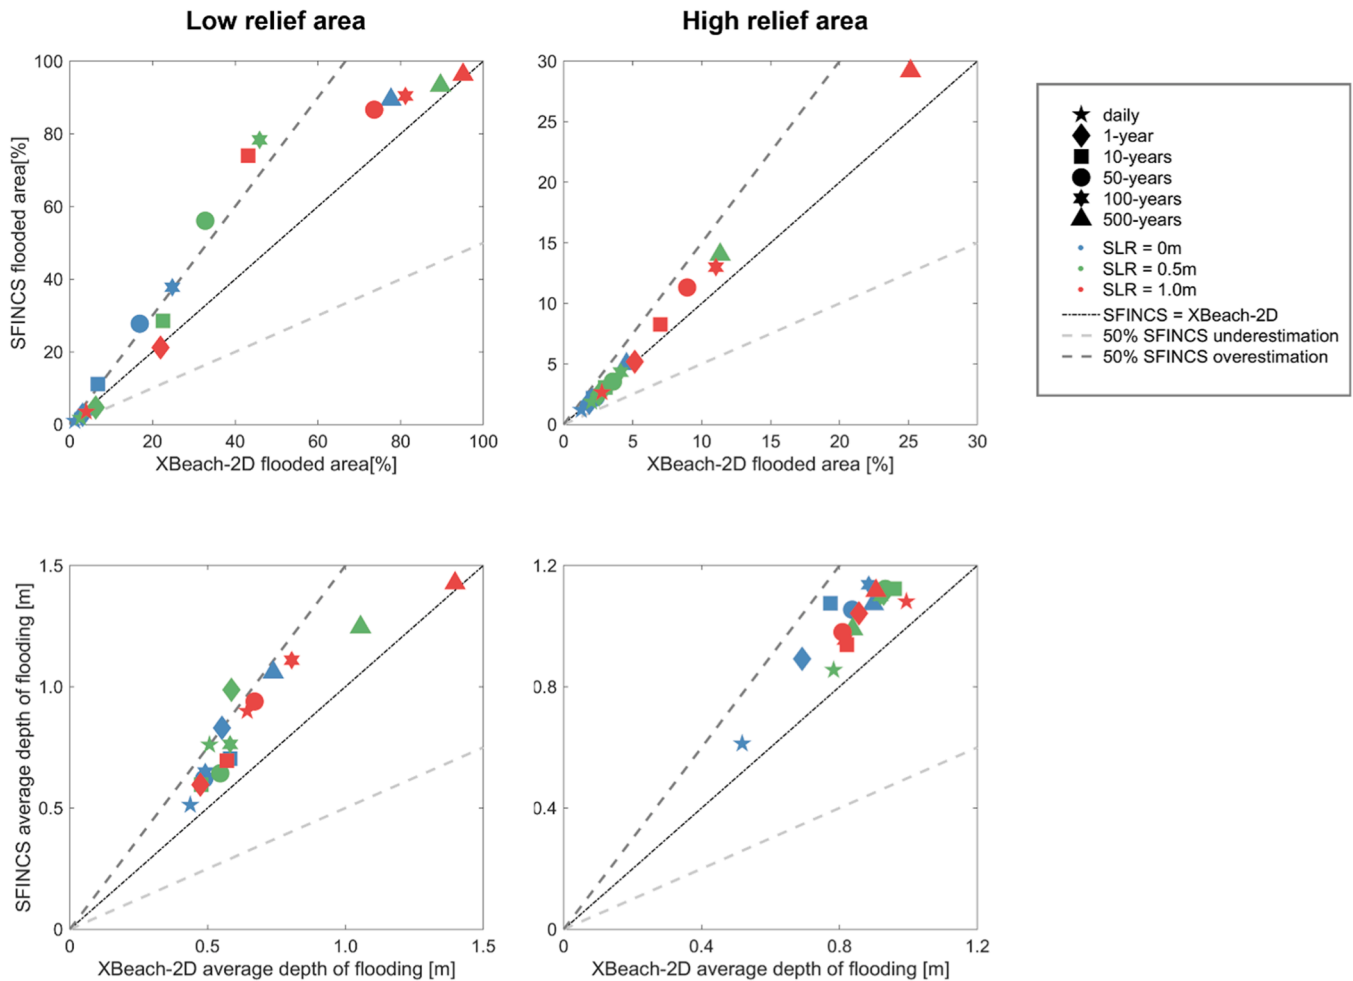 Low relief area
High relief area
100
80
60
40
20
0
SFINCS flooded area[%]
0 20 40 60 80 100
XBeach-2D flooded area[%]
30
25
20
15
10
5
0
0 5 10 15 20 25 30
XBeach-2D flooded area [%]
daily
1-year
10-years
50-years
100-years
500-years
SLR = 0m
SLR = 0.5m
SLR = 1.0m
SFINCS = XBeach-2D
50% SFINCS underestimation
50% SFINCS overestimation
1.5
1.0
0.5
0
SFINCS average depth of flooding [m]
0 0.5 1.0 1.5
XBeach-2D average depth of flooding [m]
1.2
0.8
0.4
0
0 0.4 0.8 1.2
XBeach-2D average depth of flooding [m]